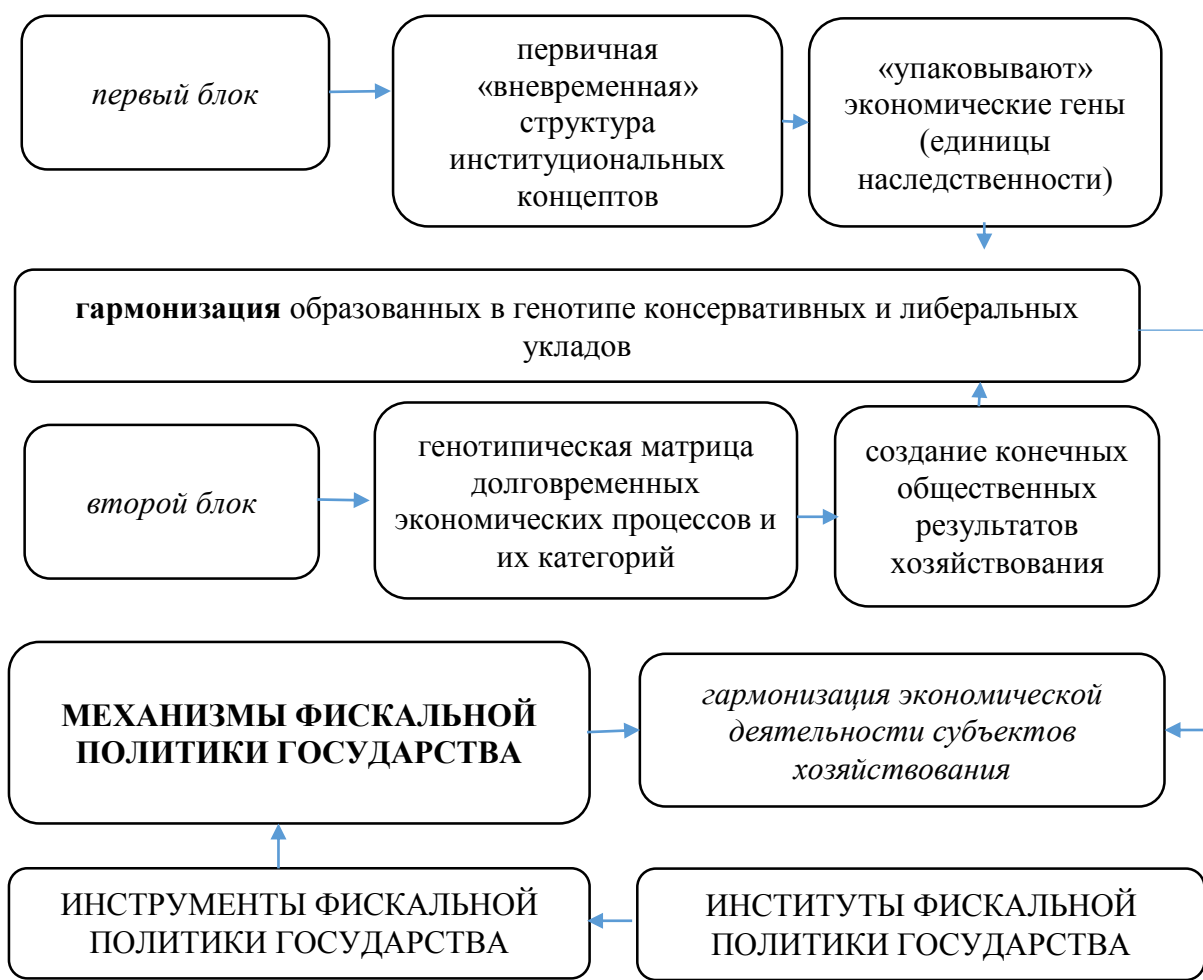 первый блок
первичная
«вневременная»
структура
институциональных
концептов
«упаковывают»
экономические гены
(единицы
наследственности)
гармонизация образованных в генотипе консервативных и либеральных
укладов
второй блок
генотипическая матрица
долговременных
экономических процессов и
их категорий
создание конечных
общественных
результатов
хозяйствования
МЕХАНИЗМЫ ФИСКАЛЬНОЙ
ПОЛИТИКИ ГОСУДАРСТВА
гармонизация экономической
деятельности субъектов
хозяйствования
ИНСТРУМЕНТЫ ФИСКАЛЬНОЙ
ПОЛИТИКИ ГОСУДАРСТВА
ИНСТИТУТЫ ФИСКАЛЬНОЙ
ПОЛИТИКИ ГОСУДАРСТВА